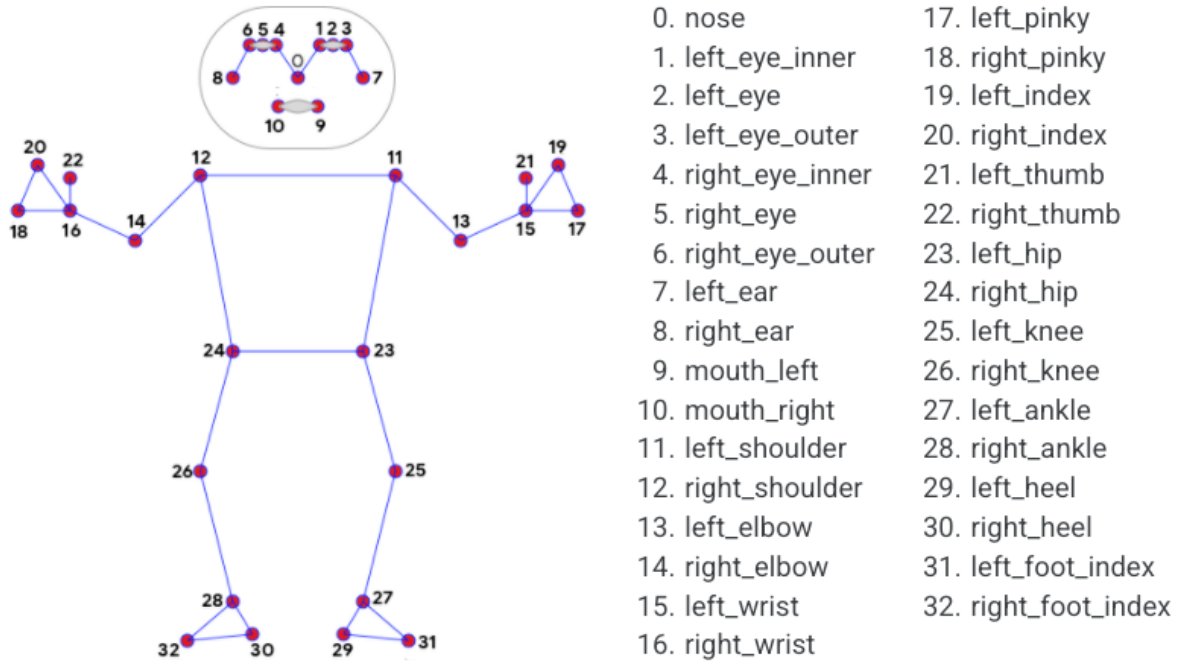 6 5 4 1 2 3
0
8 7
10 9
20 22 12 11 21 19
18 16 14 13 15 17
24 23
26 25
28 27
32 30 29 31
0. nose
1. left_eye_inner
2. left_eye
3. left_eye_outer
4. right_eye_inner
5. right_eye
6. right_eye_outer
7. left_ear
8. right_ear
9. mouth_left
10. mouth_right
11. left_shoulder
12. right_shoulder
13. left_elbow
14. right_elbow
15. left_wrist
16. right_wrist
17. left_pinky
18. right_pinky
19. left_index
20. right_index
21. left_thumb
22. right_thumb
23. left_hip
24. right_hip
25. left_knee
26. right_knee
27. left_ankle
28. right_ankle
29. left_heel
30. right_heel
31. left_foot_index
32. right_foot_index